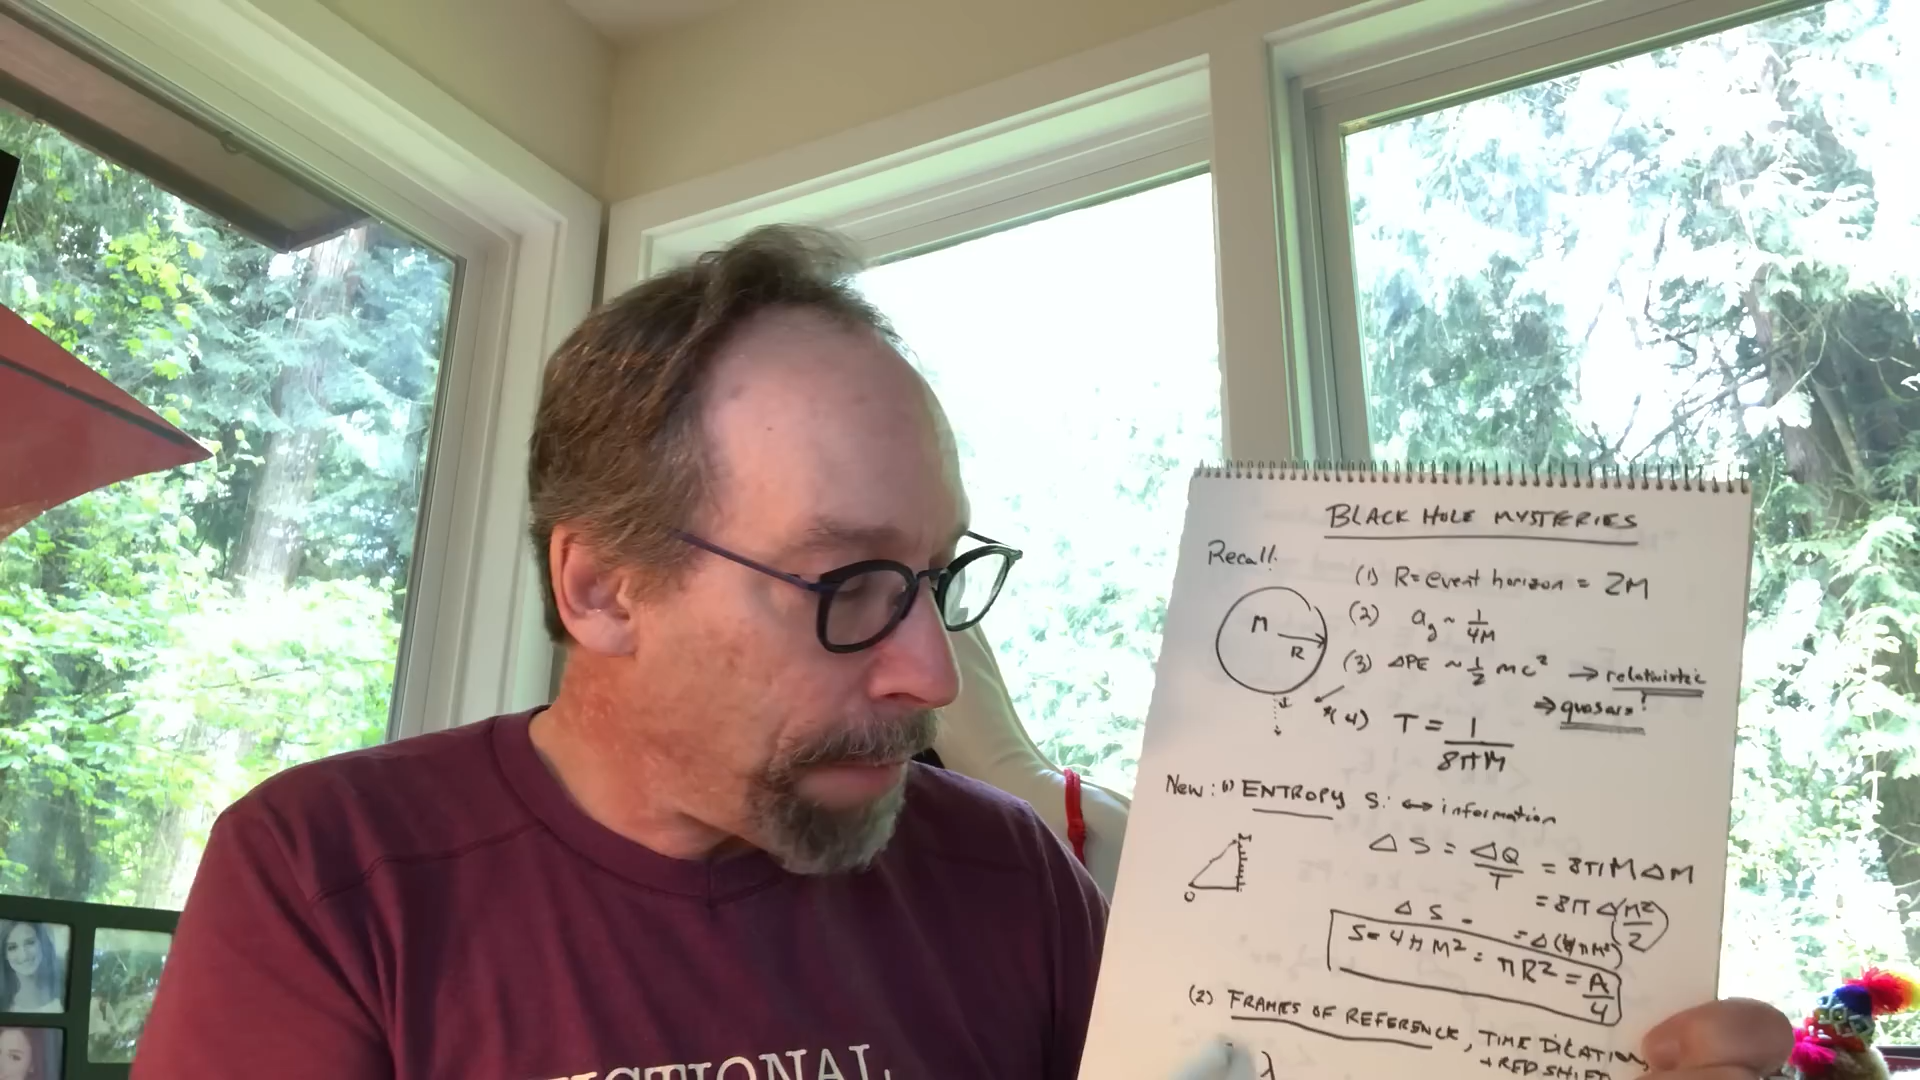 BLACK HOLE MYSTERIES
Recall:
(1) R = event horizon = 2M
M
R
(2) a_g ~ 1/4M
(3) ΔPE ~ 1/2 mc² → relativistic
⇒ quasars!
*(4) T = 1/8πM
New: (1) ENTROPY S: ↔ information
ΔS = ΔQ/T = 8πMΔM
= 8πΔ(M²/2)
ΔS = = Δ(4πM²)
M
0
S = 4πM² = πR² = A/4
(2) FRAMES OF REFERENCE, TIME DILATION,
+ RED SHIFT
λ